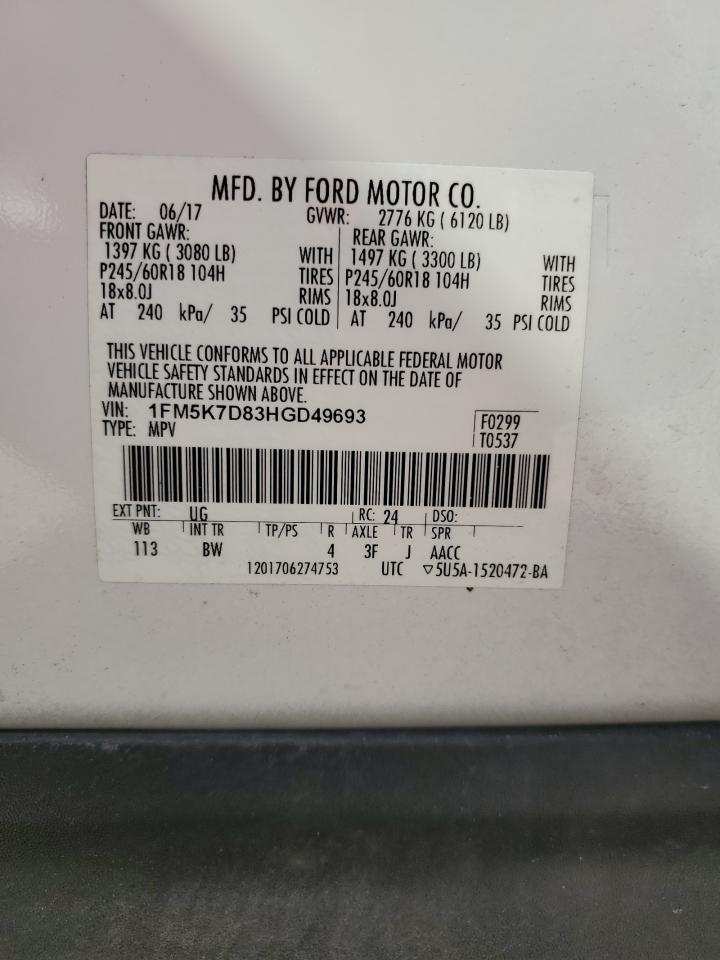 MFD. BY FORD MOTOR CO.
DATE: 06/17 GVWR: 2776 KG ( 6120 LB)
FRONT GAWR: REAR GAWR:
1397 KG ( 3080 LB) WITH 1497 KG ( 3300 LB) WITH
P245/60R18 104H TIRES P245/60R18 104H TIRES
18x8.0J RIMS 18x8.0J RIMS
AT 240 kPa/ 35 PSI COLD AT 240 kPa/ 35 PSI COLD
THIS VEHICLE CONFORMS TO ALL APPLICABLE FEDERAL MOTOR
VEHICLE SAFETY STANDARDS IN EFFECT ON THE DATE OF
MANUFACTURE SHOWN ABOVE.
VIN: 1FM5K7D83HGD49693 F0299
TYPE: MPV T0537
EXT PNT: UG RC: 24 DSO:
WB INT TR TP/PS R AXLE TR SPR
113 BW 4 3F J AACC
1201706274753 UTC ▽5U5A-1520472-BA